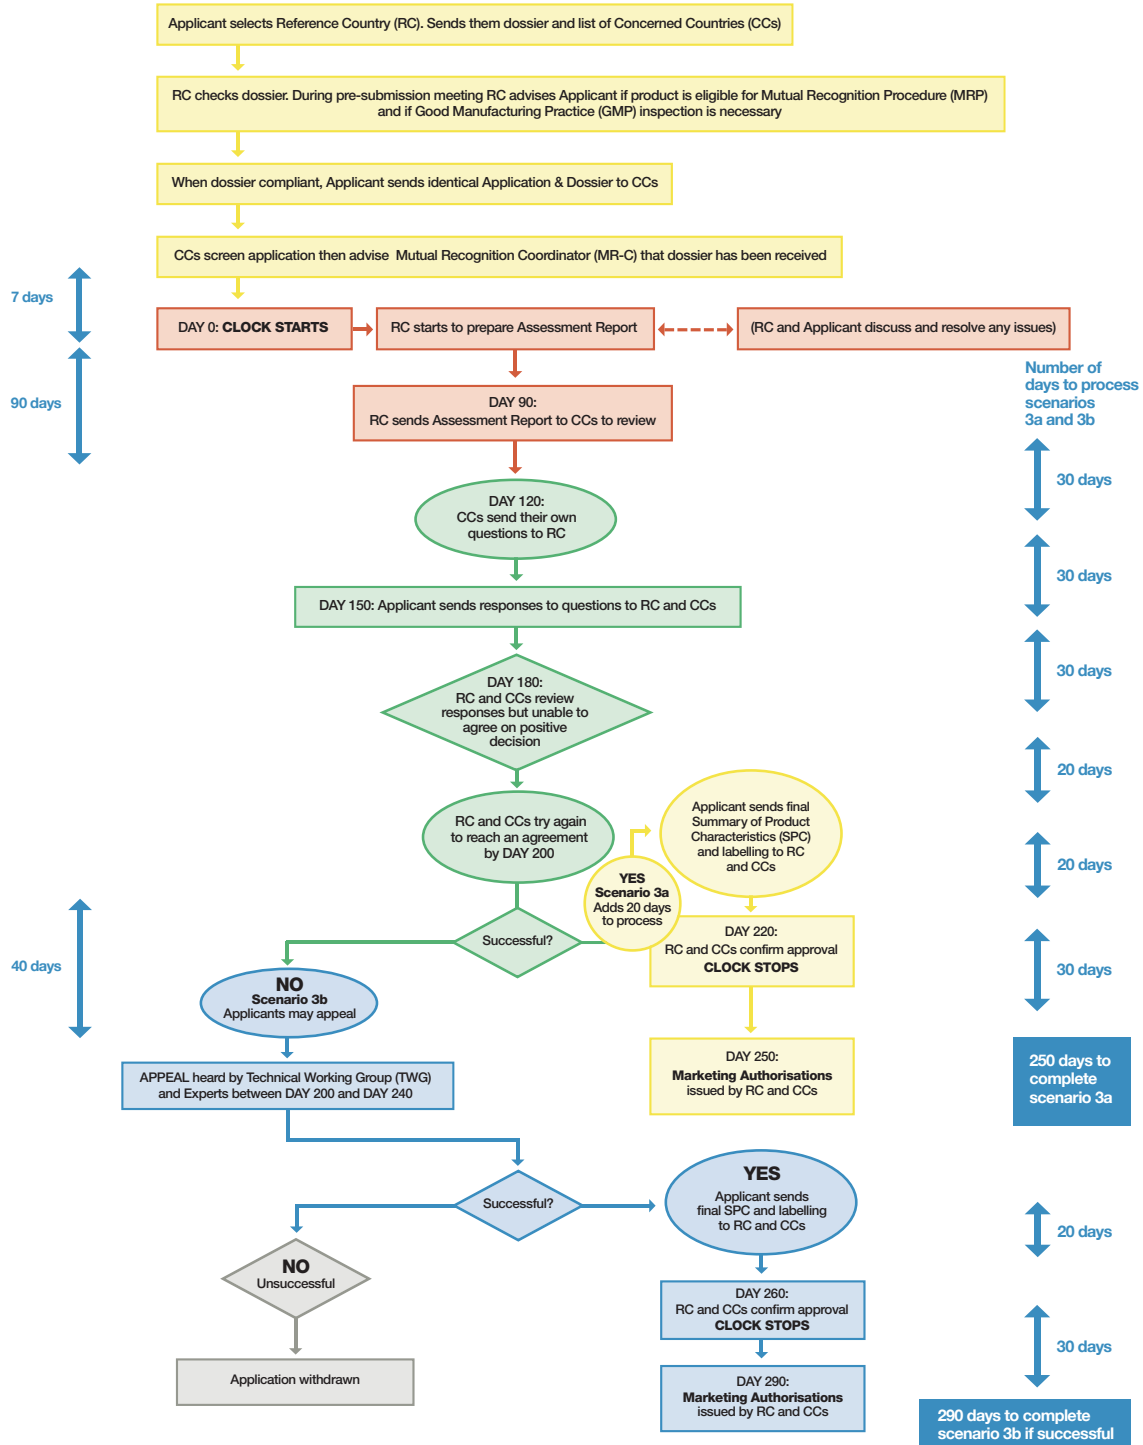 Applicant selects Reference Country (RC). Sends them dossier and list of Concerned Countries (CCs)
RC checks dossier. During pre-submission meeting RC advises Applicant if product is eligible for Mutual Recognition Procedure (MRP)
and if Good Manufacturing Practice (GMP) inspection is necessary
When dossier compliant, Applicant sends identical Application & Dossier to CCs
CCs screen application then advise Mutual Recognition Coordinator (MR-C) that dossier has been received
7 days
DAY 0: CLOCK STARTS
RC starts to prepare Assessment Report
(RC and Applicant discuss and resolve any issues)
90 days
DAY 90:
RC sends Assessment Report to CCs to review
Number of
days to process
scenarios
3a and 3b
30 days
DAY 120:
CCs send their own
questions to RC
30 days
DAY 150: Applicant sends responses to questions to RC and CCs
30 days
DAY 180:
RC and CCs review
responses but unable to
agree on positive
decision
20 days
RC and CCs try again
to reach an agreement
by DAY 200
Applicant sends final
Summary of Product
Characteristics (SPC)
and labelling to RC
and CCs
20 days
YES
Scenario 3a
Adds 20 days
to process
Successful?
DAY 220:
RC and CCs confirm approval
CLOCK STOPS
30 days
40 days
NO
Scenario 3b
Applicants may appeal
DAY 250:
Marketing Authorisations
issued by RC and CCs
250 days to
complete
scenario 3a
APPEAL heard by Technical Working Group (TWG)
and Experts between DAY 200 and DAY 240
Successful?
YES
Applicant sends
final SPC and labelling
to RC and CCs
20 days
NO
Unsuccessful
DAY 260:
RC and CCs confirm approval
CLOCK STOPS
30 days
Application withdrawn
DAY 290:
Marketing Authorisations
issued by RC and CCs
290 days to complete
scenario 3b if successful